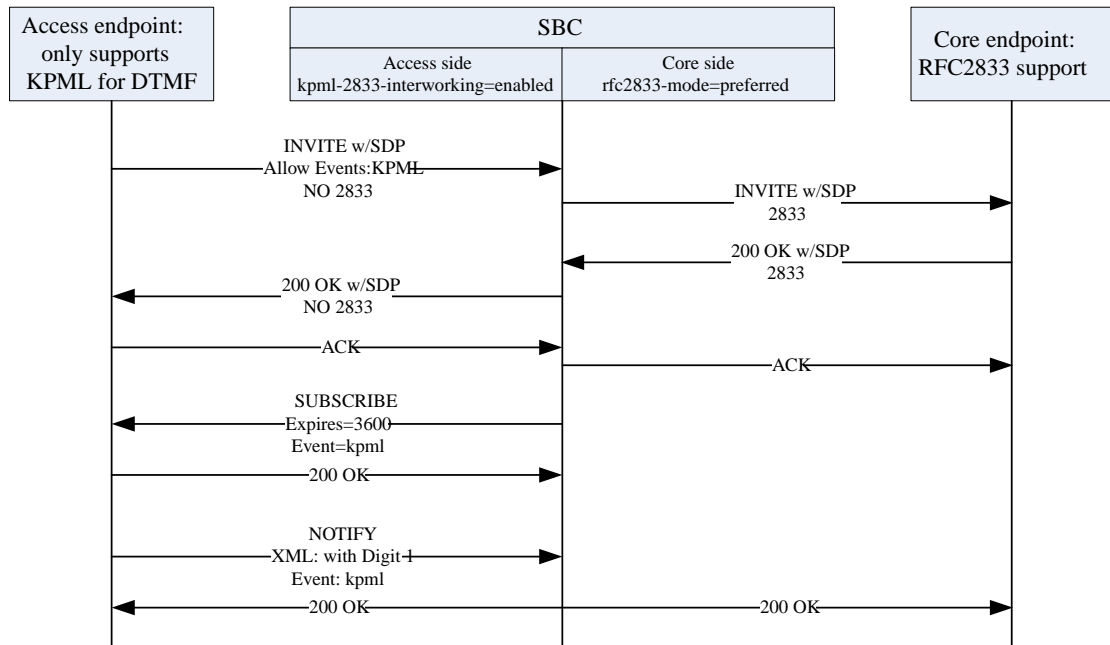 Access endpoint:
only supports
KPML for DTMF
SBC
Access side
kpml-2833-interworking=enabled
Core side
rfc2833-mode=preferred
Core endpoint:
RFC2833 support
INVITE w/SDP
Allow Events:KPML
NO 2833
INVITE w/SDP
2833
200 OK w/SDP
2833
200 OK w/SDP
NO 2833
ACK
ACK
SUBSCRIBE
Expires=3600
Event=kpml
200 OK
NOTIFY
XML: with Digit 1
Event: kpml
200 OK
200 OK